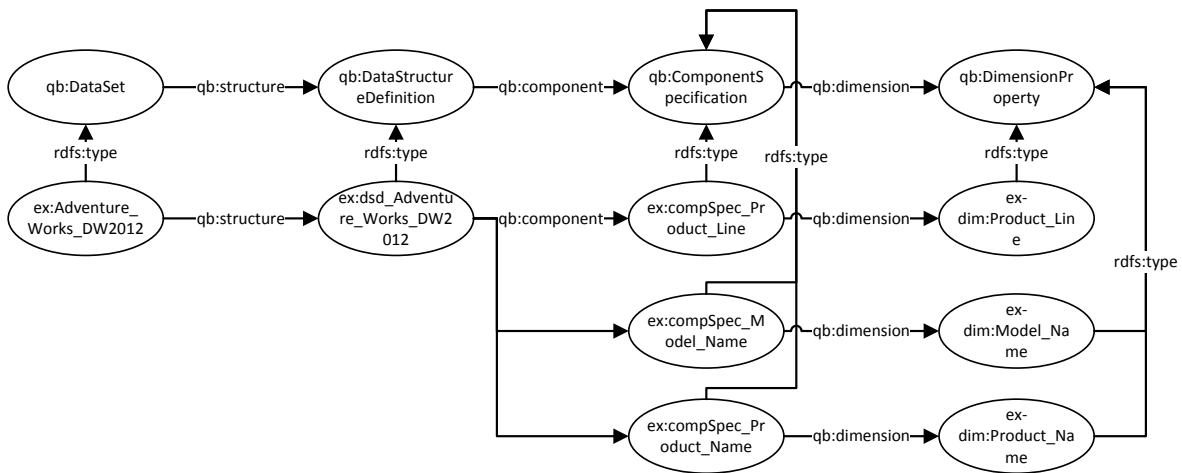 qb:DataSet
qb:structure
qb:DataStructur
eDefinition
qb:component
qb:ComponentS
pecification
qb:dimension
qb:DimensionPr
operty
rdfs:type
rdfs:type
rdfs:type
rdfs:type
rdfs:type
ex:Adventure_
Works_DW2012
qb:structure
ex:dsd_Adventu
re_Works_DW2
012
qb:component
ex:compSpec_Pr
oduct_Line
qb:dimension
ex-
dim:Product_Lin
e
rdfs:type
ex:compSpec_M
odel_Name
qb:dimension
ex-
dim:Model_Na
me
ex:compSpec_Pr
oduct_Name
qb:dimension
ex-
dim:Product_Na
me